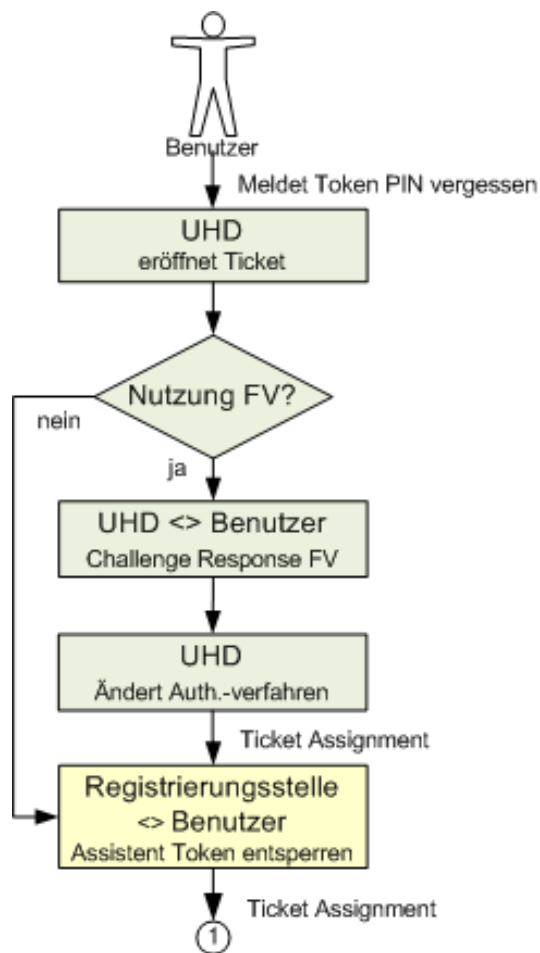 Benutzer
Meldet Token PIN vergessen
UHD
eröffnet Ticket
Nutzung FV?
nein
ja
UHD <> Benutzer
Challenge Response FV
UHD
Ändert Auth.-verfahren
Ticket Assignment
Registrierungsstelle
<> Benutzer
Assistent Token entsperren
Ticket Assignment
1